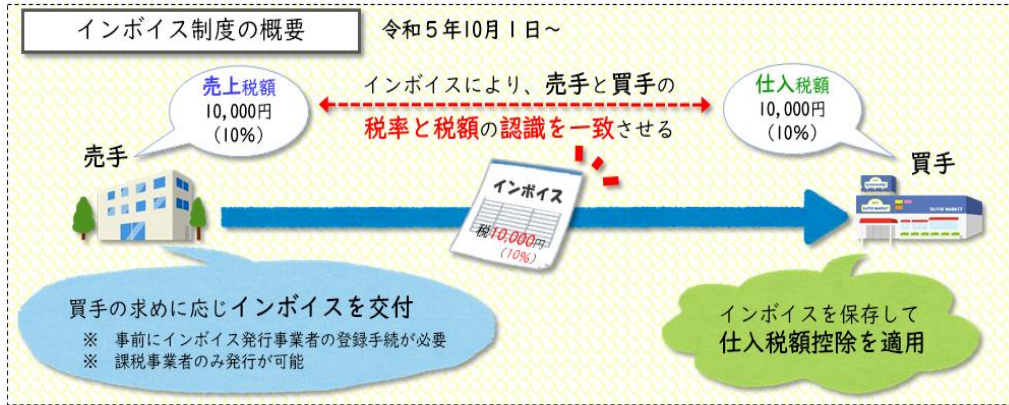 インボイス制度の概要
令和５年10月１日～
売上税額
10,000円
(10%)
インボイスにより、売手と買手の
税率と税額の認識を一致させる
仕入税額
10,000円
(10%)
売手
買手
インボイス
税10,000円
(10%)
SUPER MARKET
買手の求めに応じインボイスを交付
※ 事前にインボイス発行事業者の登録手続が必要
※ 課税事業者のみ発行が可能
インボイスを保存して
仕入税額控除を適用